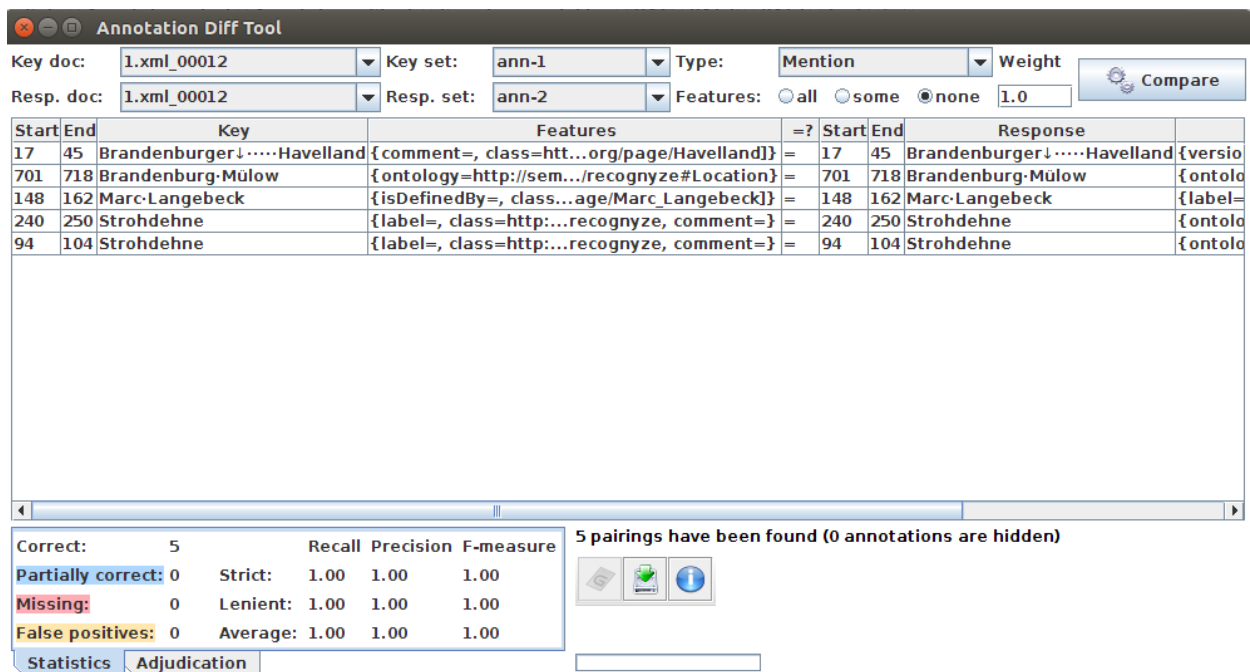 Annotation Diff Tool
Key doc: 1.xml_00012 Key set: ann-1 Type: Mention Weight
Resp. doc: 1.xml_00012 Resp. set: ann-2 Features: all some none 1.0 Compare
Start End Key Features =? Start End Response
17 45 Brandenburger↓·····Havelland {comment=, class=htt...org/page/Havelland]} = 17 45 Brandenburger↓·····Havelland {versio
701 718 Brandenburg·Mülow {ontology=http://sem.../recognyze#Location} = 701 718 Brandenburg·Mülow {ontolo
148 162 Marc·Langebeck {isDefinedBy=, class...age/Marc_Langebeck]} = 148 162 Marc·Langebeck {label=
240 250 Strohdehne {label=, class=http:...recognyze, comment=} = 240 250 Strohdehne {ontolo
94 104 Strohdehne {label=, class=http:...recognyze, comment=} = 94 104 Strohdehne {ontolo
Correct: 5 Recall Precision F-measure
Partially correct: 0 Strict: 1.00 1.00 1.00
Missing: 0 Lenient: 1.00 1.00 1.00
False positives: 0 Average: 1.00 1.00 1.00
Statistics Adjudication
5 pairings have been found (0 annotations are hidden)